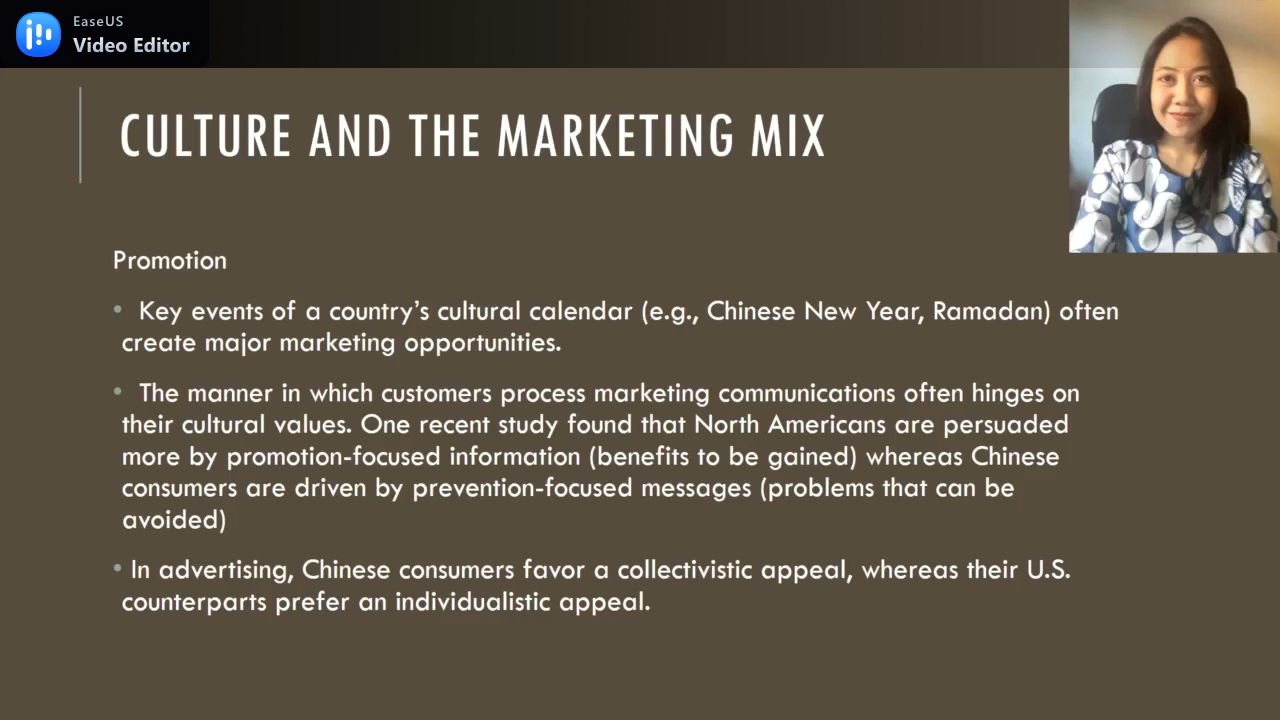 EaseUS
Video Editor
CULTURE AND THE MARKETING MIX
Promotion
• Key events of a country’s cultural calendar (e.g., Chinese New Year, Ramadan) often
create major marketing opportunities.
• The manner in which customers process marketing communications often hinges on
their cultural values. One recent study found that North Americans are persuaded
more by promotion-focused information (benefits to be gained) whereas Chinese
consumers are driven by prevention-focused messages (problems that can be
avoided)
• In advertising, Chinese consumers favor a collectivistic appeal, whereas their U.S.
counterparts prefer an individualistic appeal.